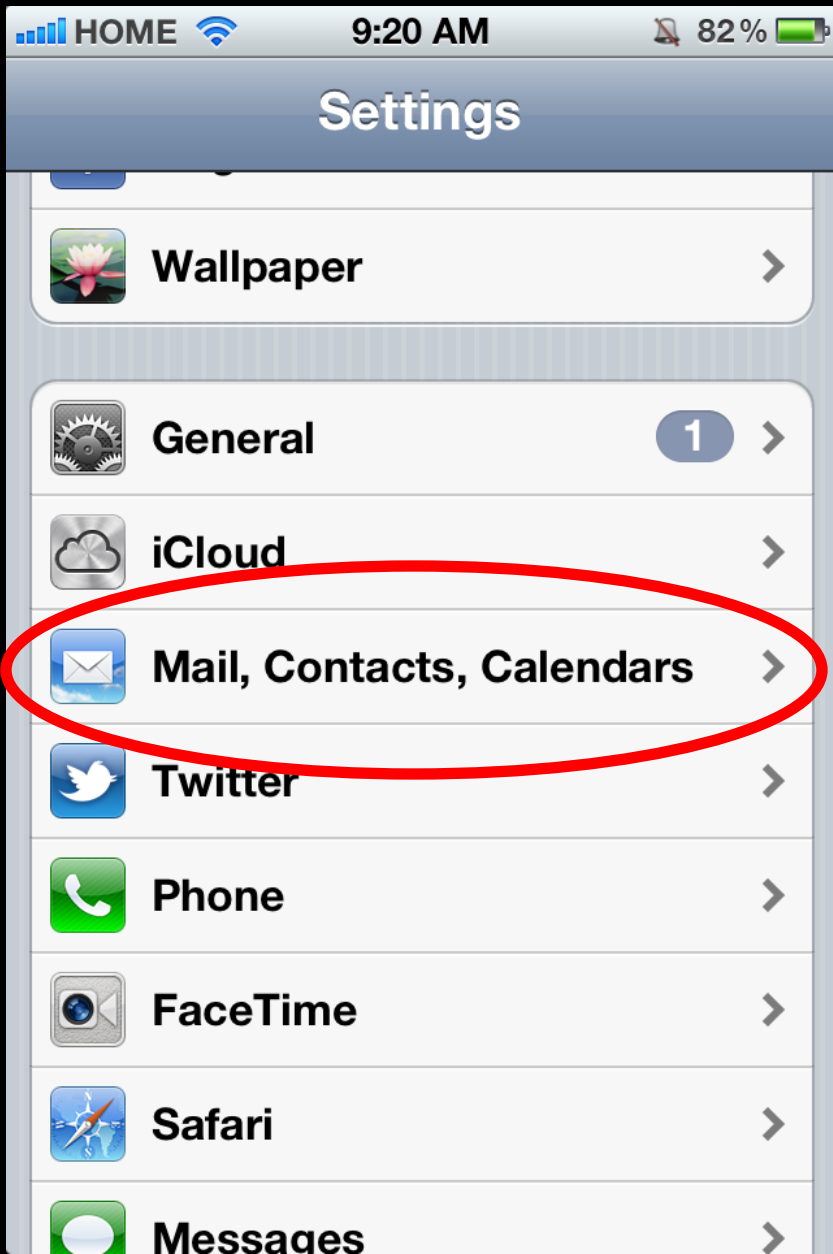 HOME 9:20 AM 82%
Settings
Wallpaper
General 1
iCloud
Mail, Contacts, Calendars
Twitter
Phone
FaceTime
Safari
Messages